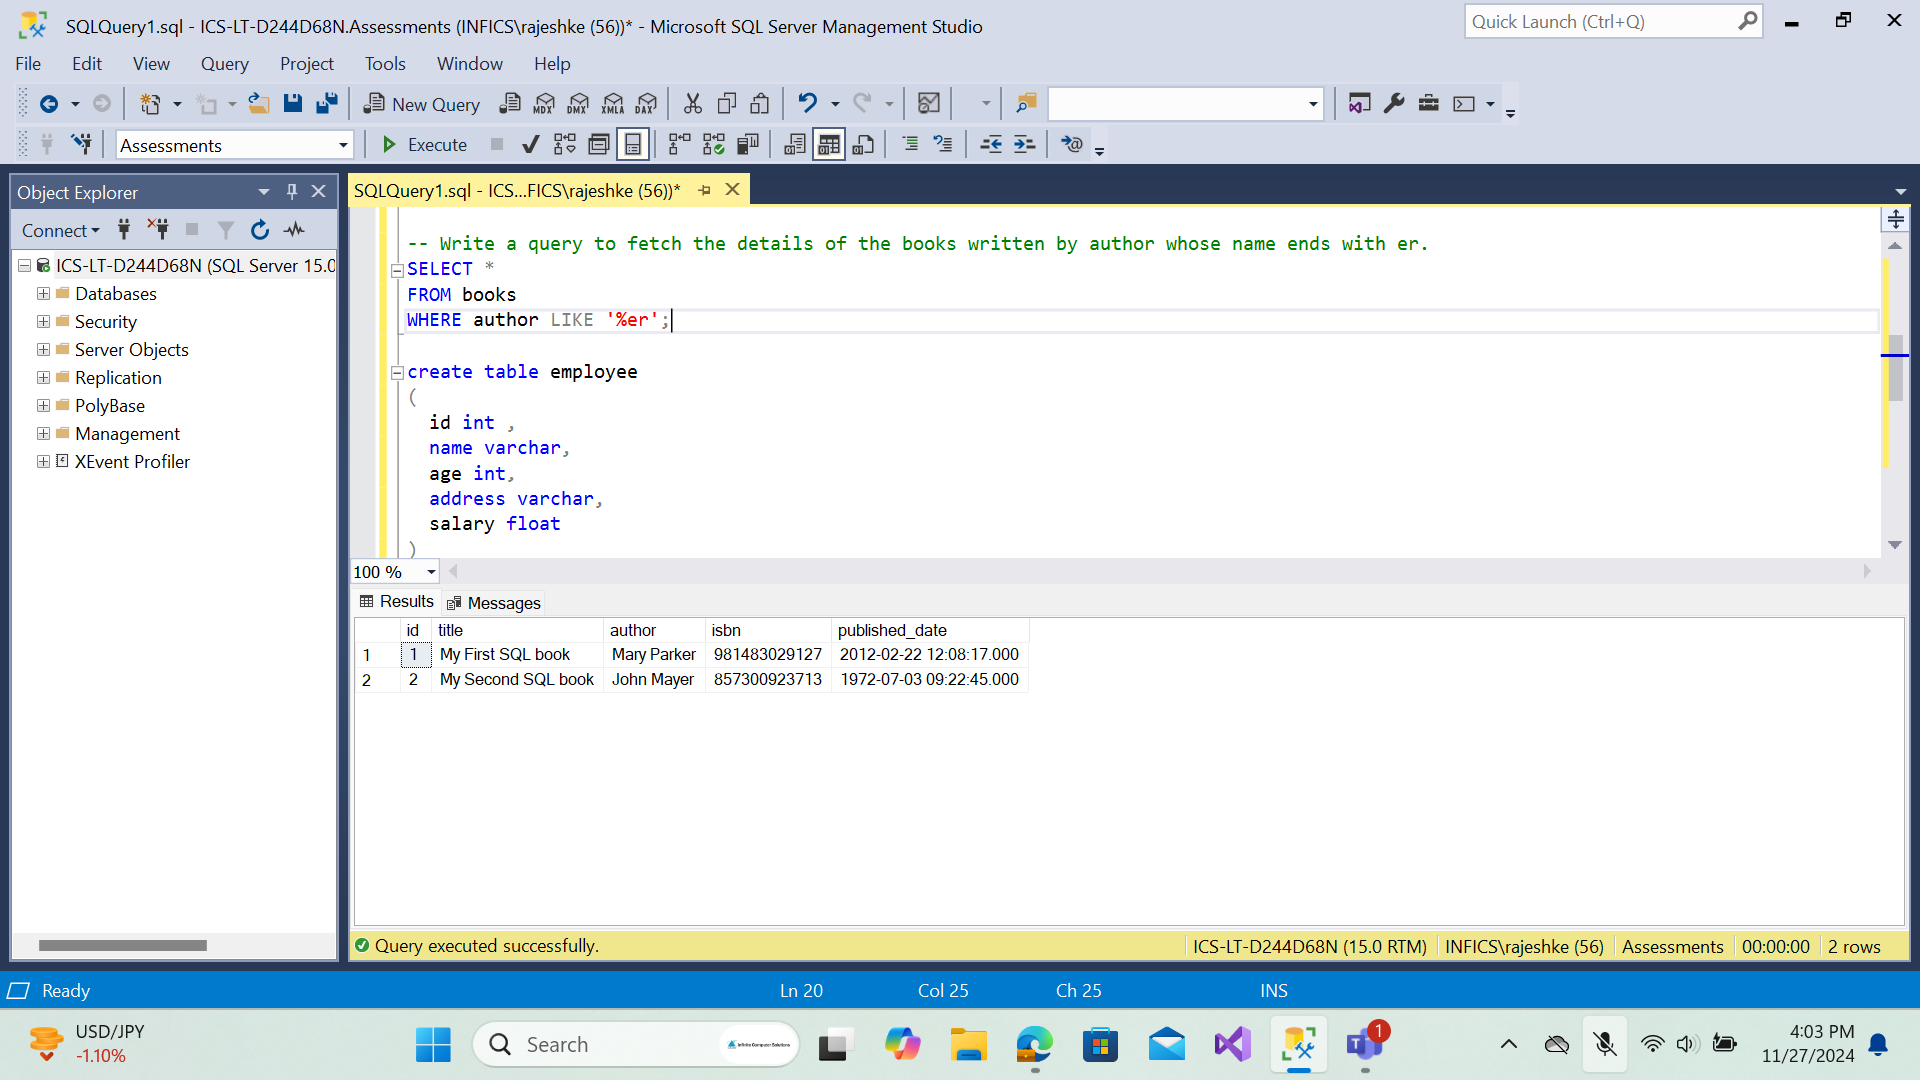 SQLQuery1.sql - ICS-LT-D244D68N.Assessments (INFICS\rajeshke (56))* - Microsoft SQL Server Management Studio
Quick Launch (Ctrl+Q)
File Edit View Query Project Tools Window Help
New Query MDX DMX XMLA DAX
Assessments Execute
Object Explorer
SQLQuery1.sql - ICS...FICS\rajeshke (56))*
Connect
ICS-LT-D244D68N (SQL Server 15.0
Databases
Security
Server Objects
Replication
PolyBase
Management
XEvent Profiler
-- Write a query to fetch the details of the books written by author whose name ends with er.
SELECT *
FROM books
WHERE author LIKE '%er';
create table employee
(
id int ,
name varchar,
age int,
address varchar,
salary float
)
100 %
Results Messages
id title author isbn published_date
1 1 My First SQL book Mary Parker 981483029127 2012-02-22 12:08:17.000
2 2 My Second SQL book John Mayer 857300923713 1972-07-03 09:22:45.000
Query executed successfully. ICS-LT-D244D68N (15.0 RTM) INFICS\rajeshke (56) Assessments 00:00:00 2 rows
Ready Ln 20 Col 25 Ch 25 INS
USD/JPY
-1.10%
Search
Infinite Computer Solutions
1
4:03 PM
11/27/2024